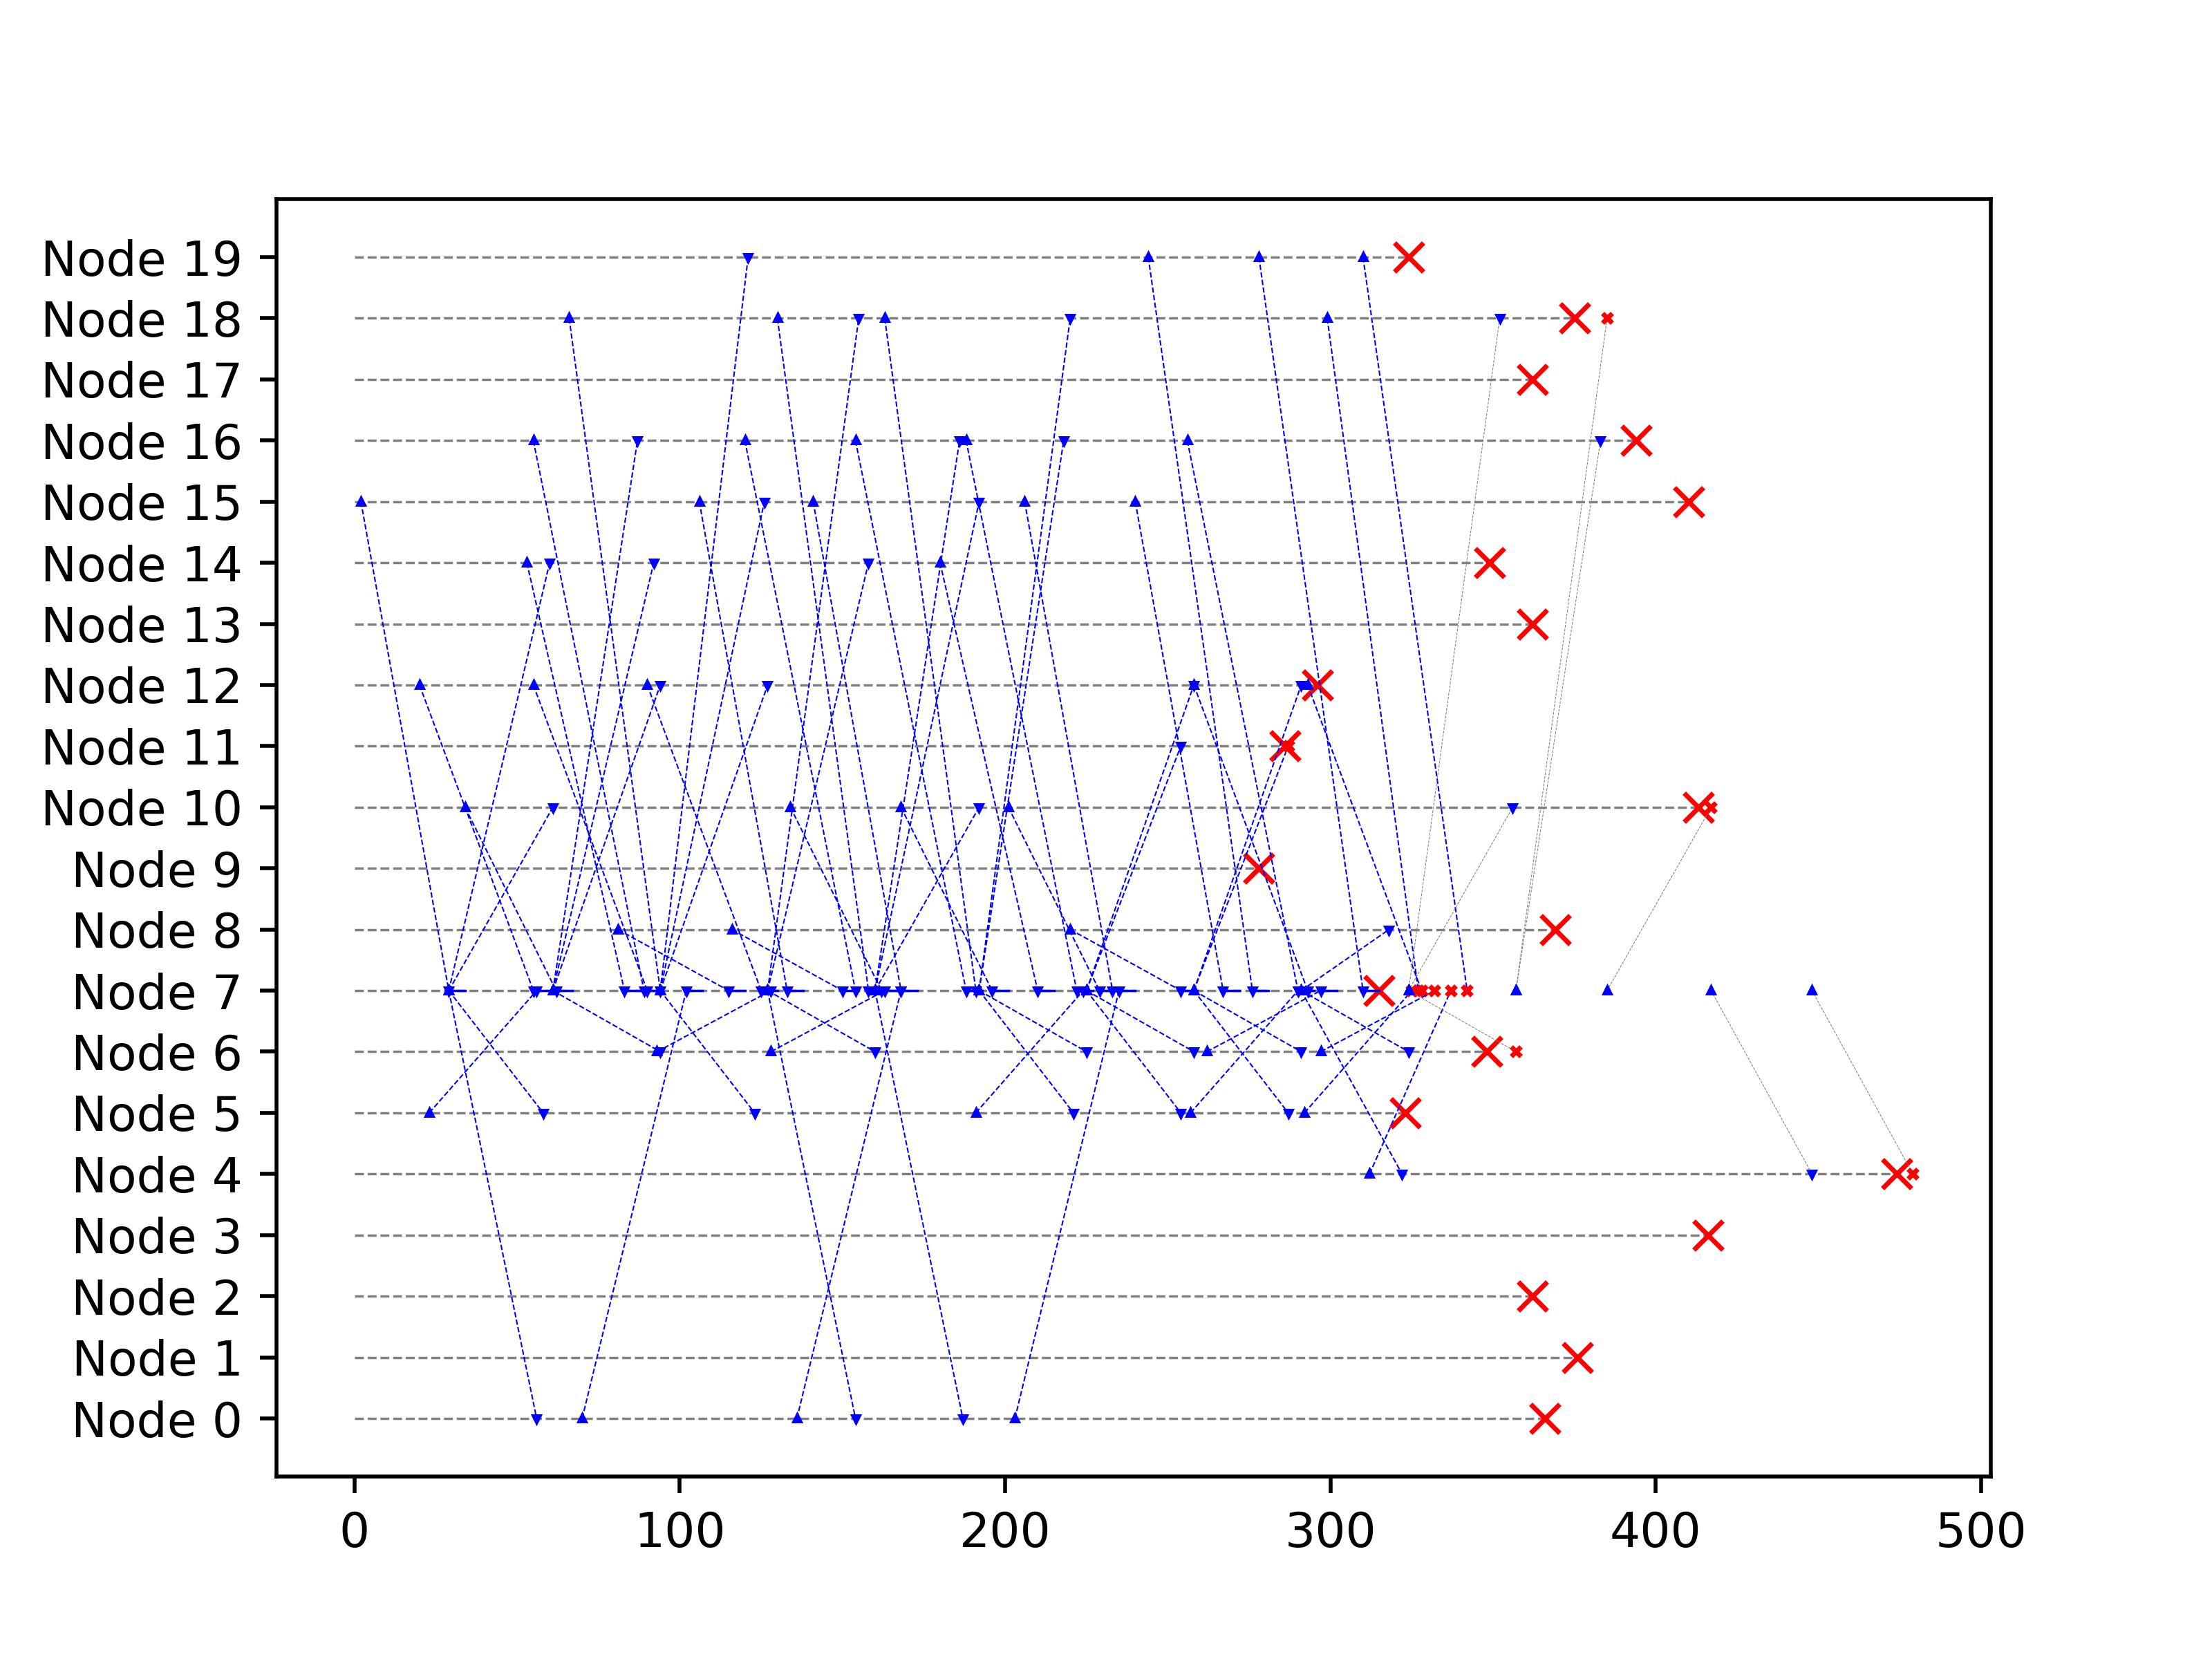 Node 19
Node 18
Node 17
Node 16
Node 15
Node 14
Node 13
Node 12
Node 11
Node 10
Node 9
Node 8
Node 7
Node 6
Node 5
Node 4
Node 3
Node 2
Node 1
Node 0
0 100 200 300 400 500